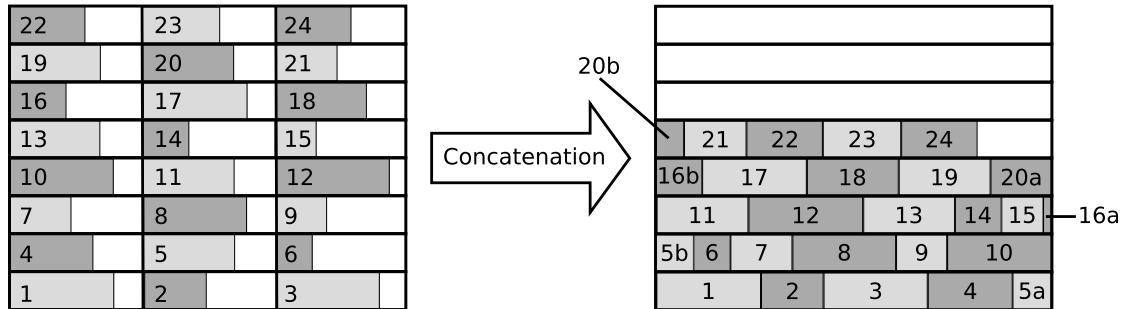 22 23 24
19 20 21
16 17 18
13 14 15
10 11 12
7 8 9
4 5 6
1 2 3
Concatenation
20b
21 22 23 24
16b 17 18 19 20a
11 12 13 14 15 16a
5b 6 7 8 9 10
1 2 3 4 5a